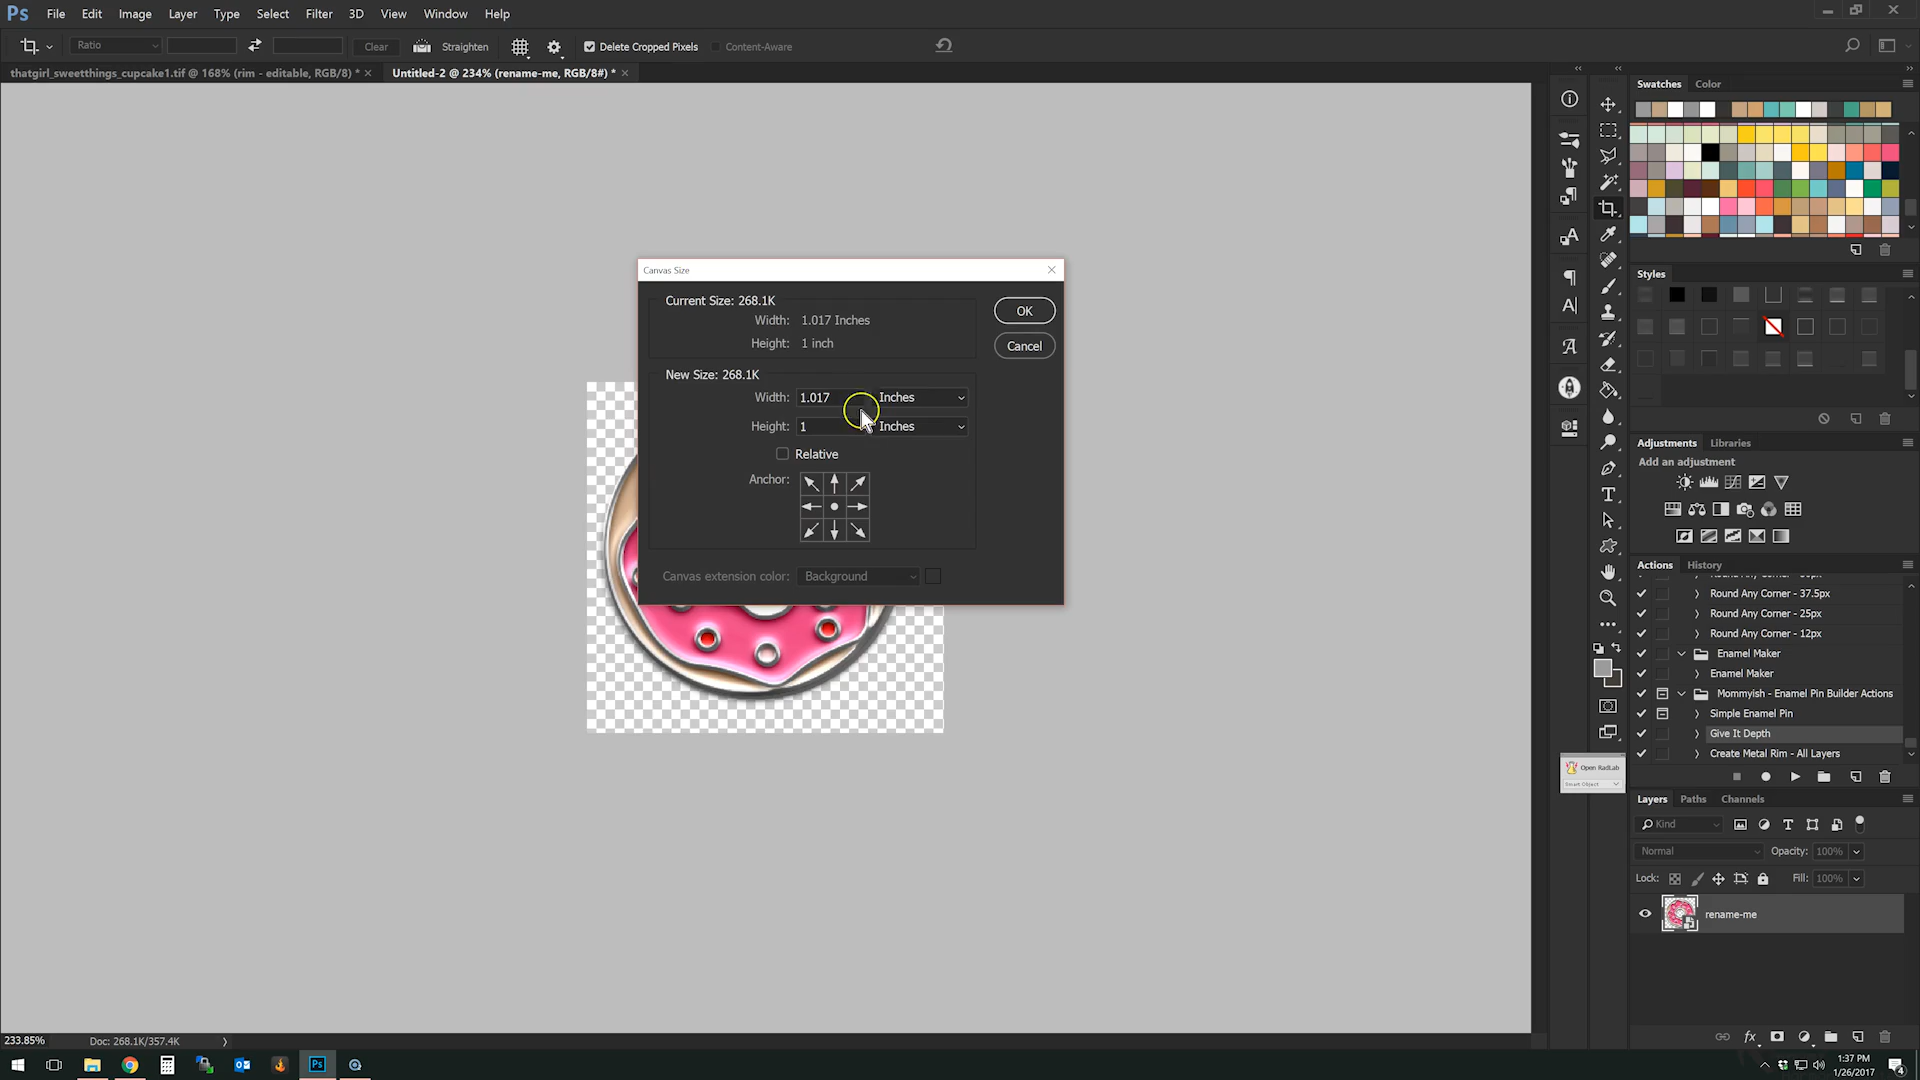 Ps File Edit Image Layer Type Select Filter 3D View Window Help
Ratio Clear Straighten Delete Cropped Pixels Content-Aware
thatgirl_sweetthings_cupcake1.tif @ 168% (rim - editable, RGB/8) * × Untitled-2 @ 234% (rename-me, RGB/8#) * ×
Swatches Color
Canvas Size
Current Size: 268.1K
Width: 1.017 Inches
Height: 1 inch
OK
Cancel
New Size: 268.1K
Width: 1.017 Inches
Height: 1 Inches
Relative
Anchor:
Canvas extension color: Background
Styles
Adjustments Libraries
Add an adjustment
Actions History
Round Any Corner - 37.5px
Round Any Corner - 25px
Round Any Corner - 12px
Enamel Maker
Enamel Maker
Mommyish - Enamel Pin Builder Actions
Simple Enamel Pin
Give It Depth
Create Metal Rim - All Layers
Open RadLab
Smart Object
Layers Paths Channels
Kind
Normal Opacity: 100%
Lock: Fill: 100%
rename-me
fx
233.85% Doc: 268.1K/357.4K
Ps
1:37 PM
1/26/2017
4